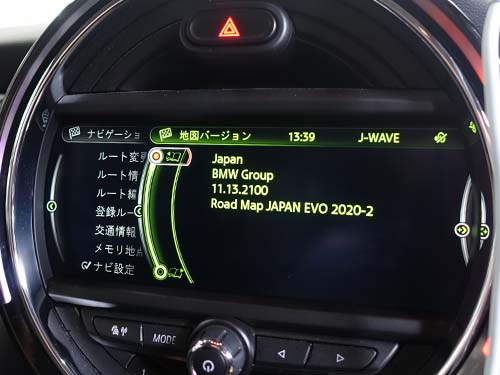 ナビゲーショ
地図バージョン 13:39 J-WAVE
ルート変更
ルート情
ルート編
登録ルー
交通情報
メモリ地点
ナビ設定
Japan
BMW Group
11.13.2100
Road Map JAPAN EVO 2020-2
MODE